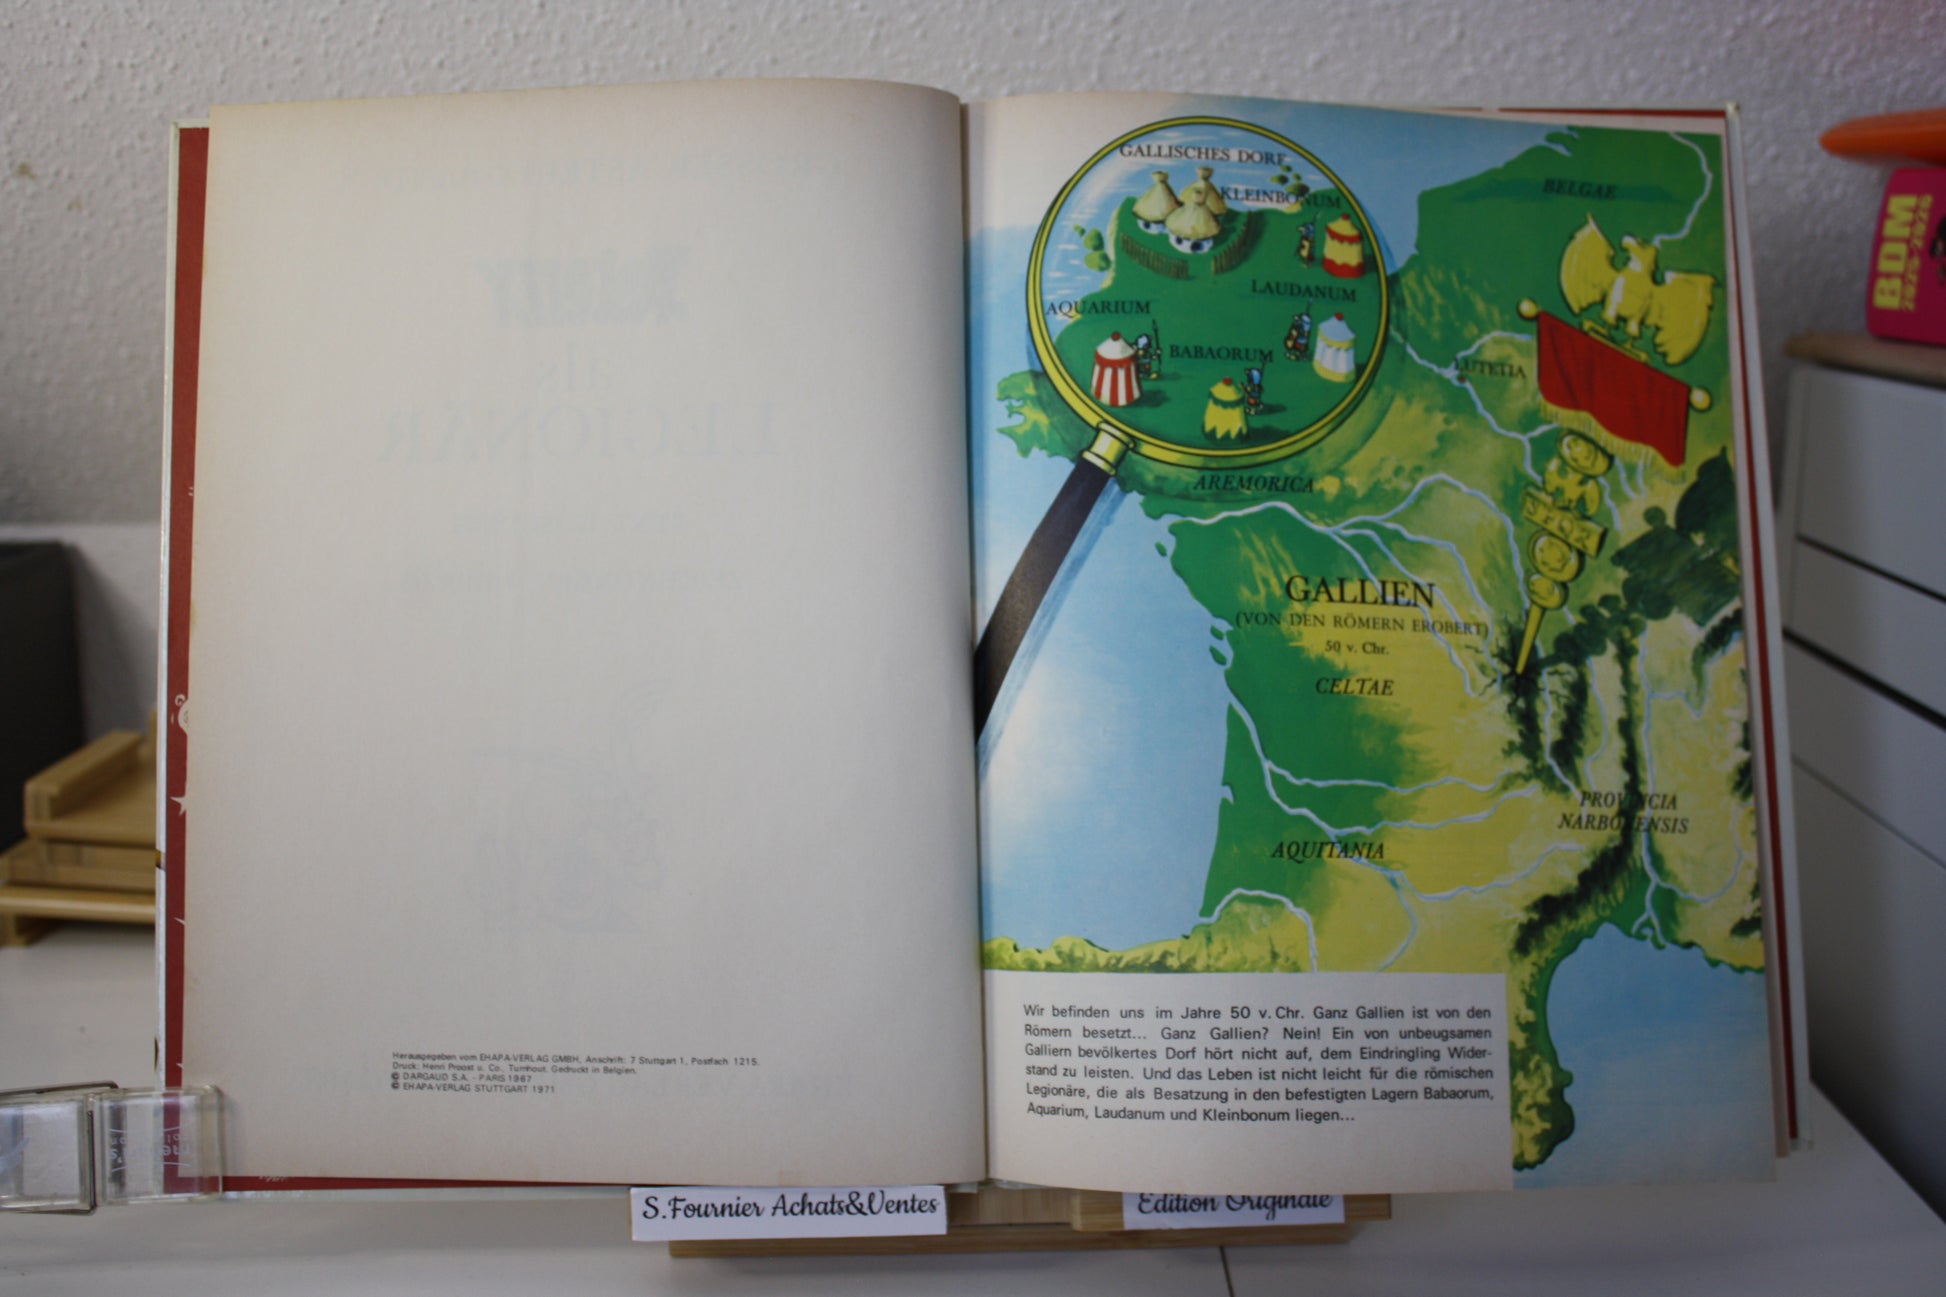 Herausgegeben vom EHAPA-VERLAG GMBH, Anschrift: 7 Stuttgart 1, Postfach 1215.
Druck: Henri Proost u. Co., Turnhout. Gedruckt in Belgien.
© DARGAUD S.A. - PARIS 1967
© EHAPA-VERLAG STUTTGART 1971
GALLISCHES DORF
KLEINBONUM
LAUDANUM
AQUARIUM
BABAORUM
BELGAE
LUTETIA
AREMORICA
SPQR
GALLIEN
(VON DEN RÖMERN EROBERT)
50 v. Chr.
CELTAE
PROVINCIA
NARBONENSIS
AQUITANIA
Wir befinden uns im Jahre 50 v. Chr. Ganz Gallien ist von den
Römern besetzt... Ganz Gallien? Nein! Ein von unbeugsamen
Galliern bevölkertes Dorf hört nicht auf, dem Eindringling Wider-
stand zu leisten. Und das Leben ist nicht leicht für die römischen
Legionäre, die als Besatzung in den befestigten Lagern Babaorum,
Aquarium, Laudanum und Kleinbonum liegen...
S.Fournier Achats&Ventes
Edition Originale
BDM
2025-2026
als
LEGIONÄR